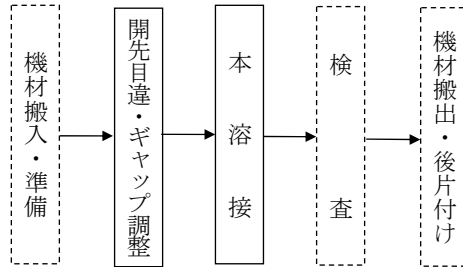 機材搬入・準備
開先目違・ギャップ調整
本溶接
検査
機材搬出・後片付け